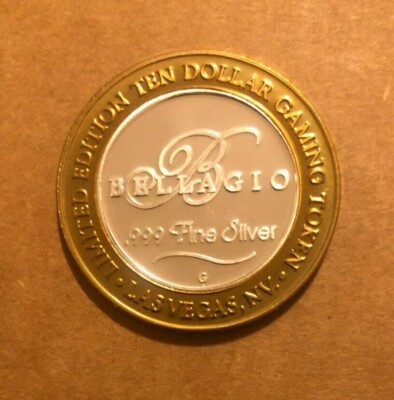 LIMITED EDITION TEN DOLLAR GAMING TOKEN
B
BELLAGIO
.999 Fine Silver
G
• LAS VEGAS, NV. •